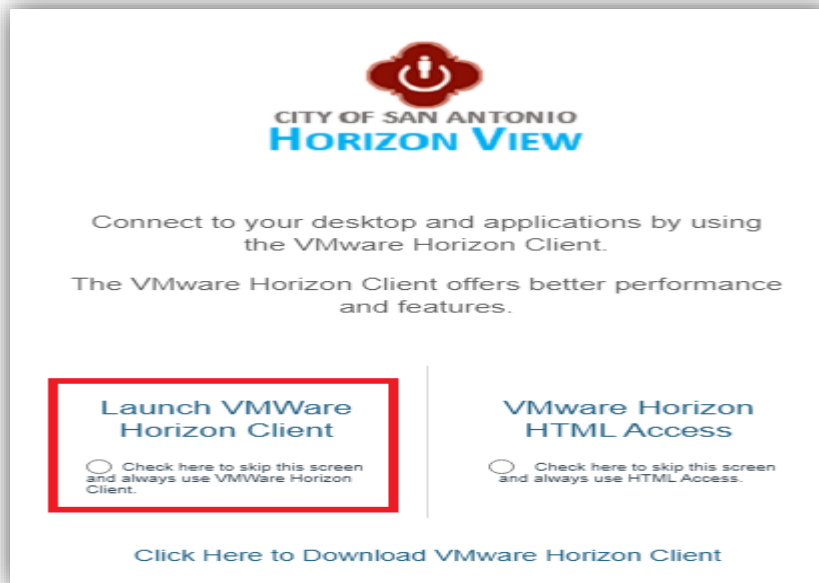 CITY OF SAN ANTONIO
HORIZON VIEW
Connect to your desktop and applications by using
the VMware Horizon Client.
The VMware Horizon Client offers better performance
and features.
Launch VMWare
Horizon Client
Check here to skip this screen
and always use VMWare Horizon
Client.
VMware Horizon
HTML Access
Check here to skip this screen
and always use HTML Access.
Click Here to Download VMware Horizon Client